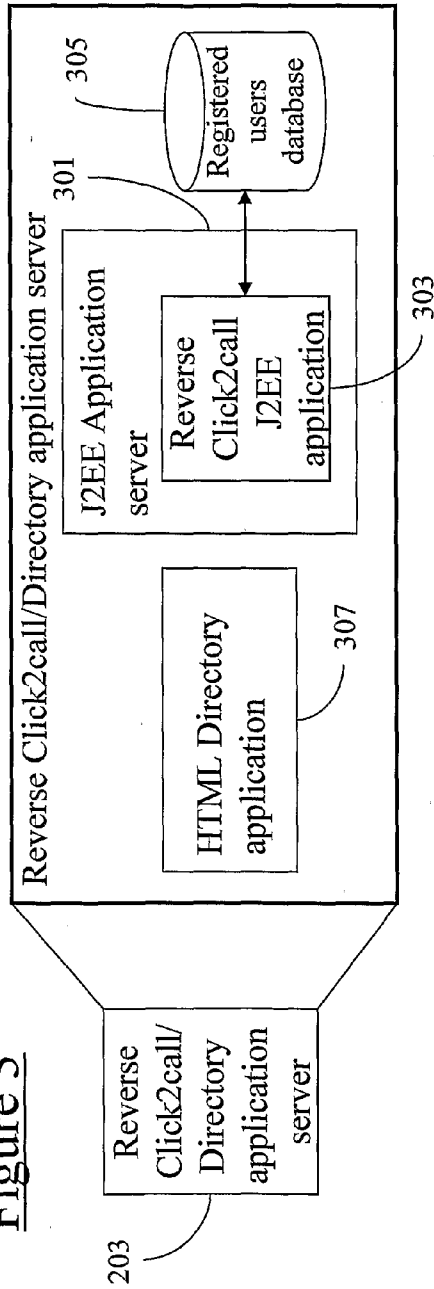 Figure 3
Reverse Click2call/Directory application server
J2EE Application
server
Reverse
Click2call
J2EE
application
Registered
users
database
HTML Directory
application
Reverse
Click2call/
Directory
application
server
203
301
303
305
307